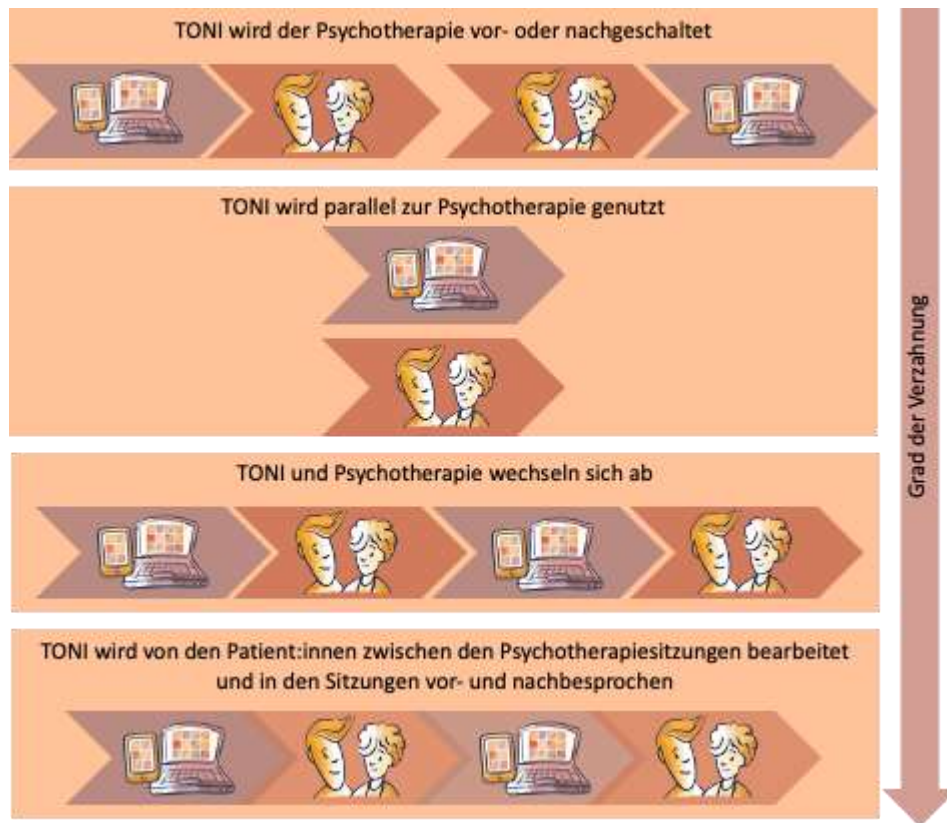 TONI wird der Psychotherapie vor- oder nachgeschaltet
TONI wird parallel zur Psychotherapie genutzt
TONI und Psychotherapie wechseln sich ab
TONI wird von den Patient:innen zwischen den Psychotherapiesitzungen bearbeitet
und in den Sitzungen vor- und nachbesprochen
Grad der Verzahnung